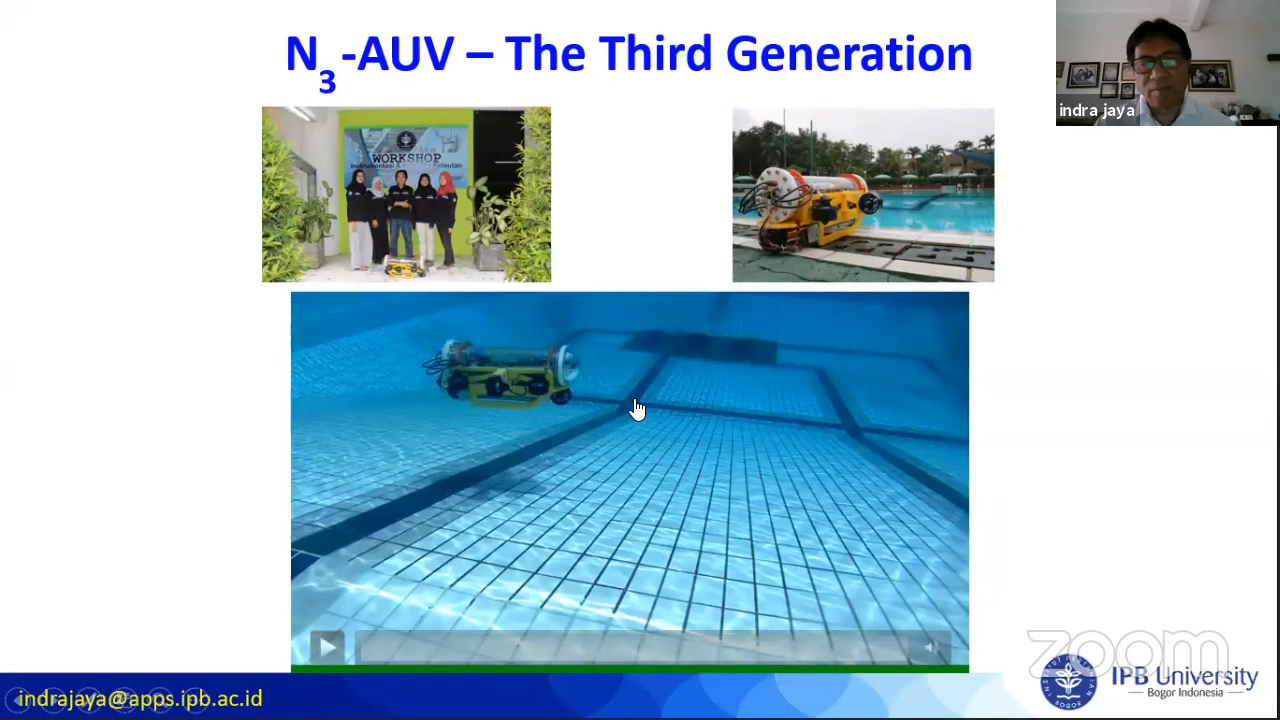 N3-AUV – The Third Generation
indra jaya
WORKSHOP
zoom
indrajaya@apps.ipb.ac.id
IPB University
Bogor Indonesia